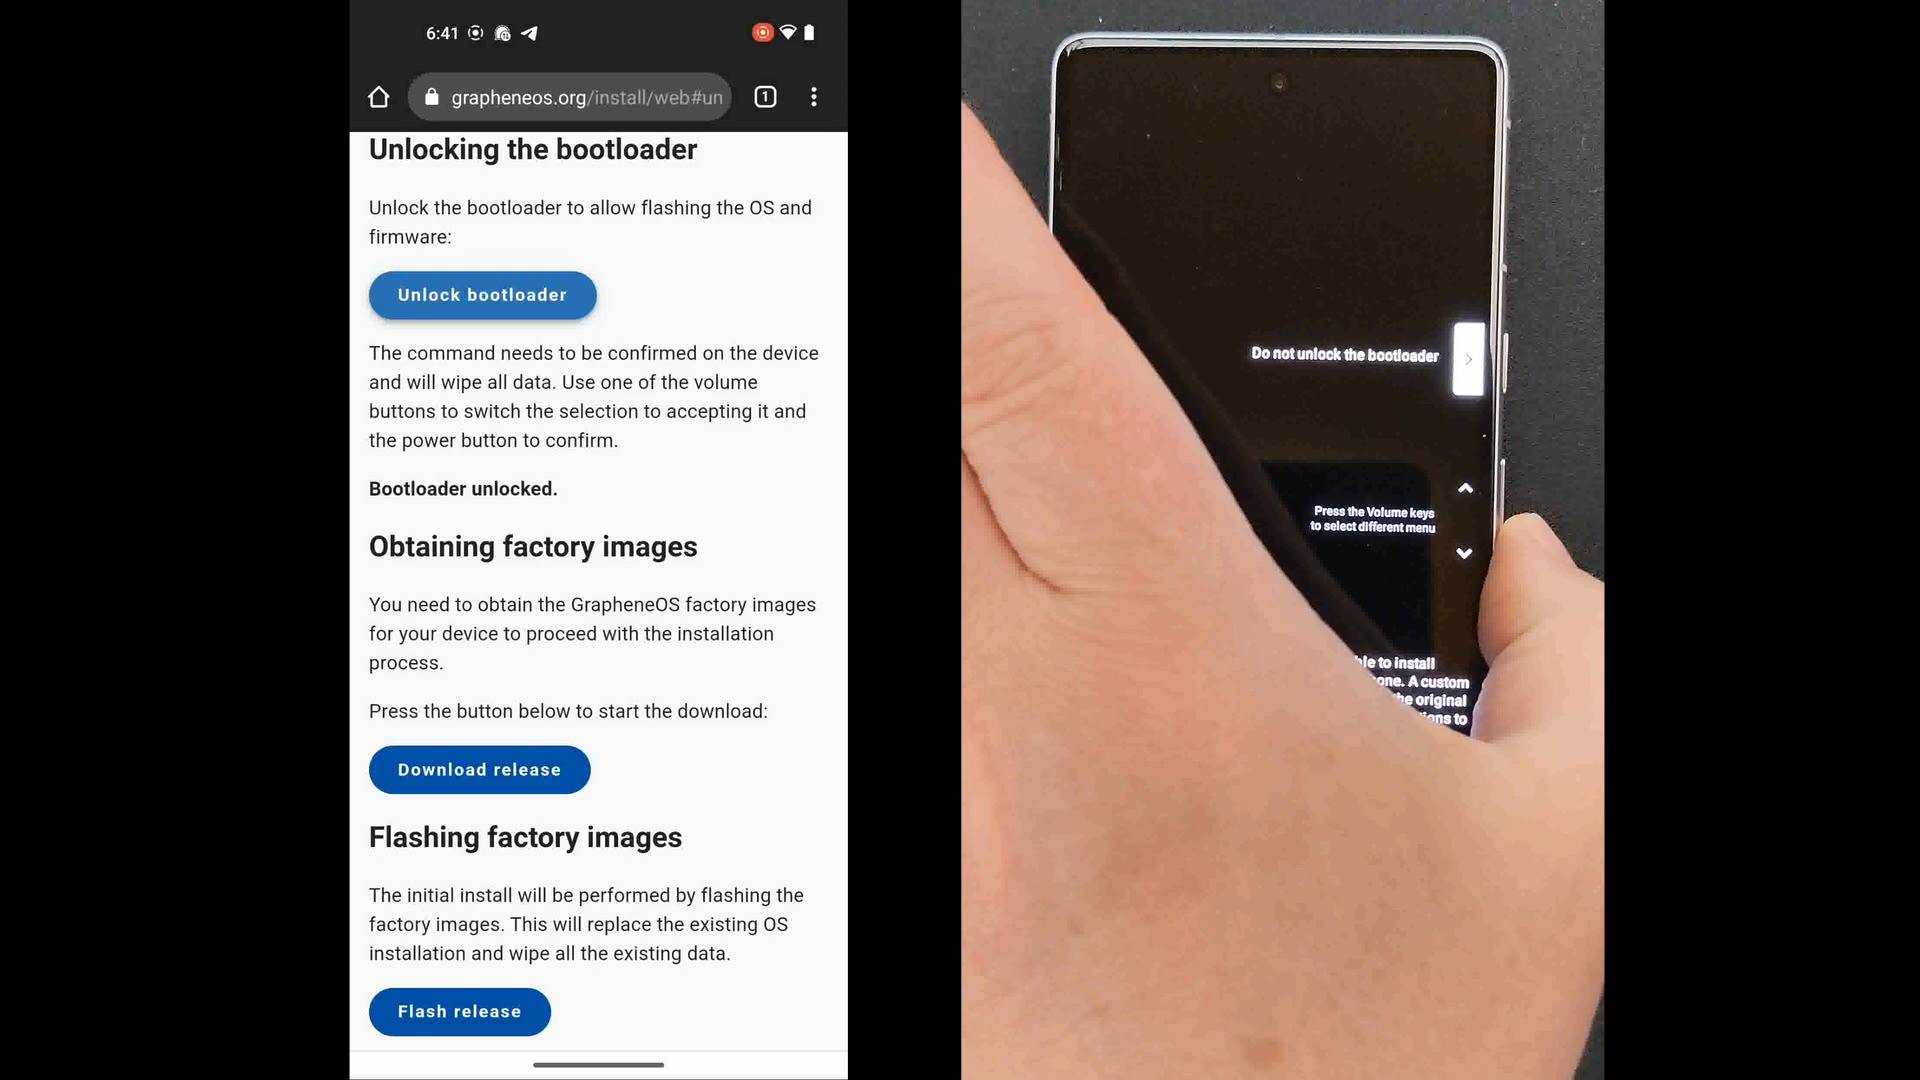 6:41
grapheneos.org/install/web#un
1
Unlocking the bootloader
Unlock the bootloader to allow flashing the OS and
firmware:
Unlock bootloader
The command needs to be confirmed on the device
and will wipe all data. Use one of the volume
buttons to switch the selection to accepting it and
the power button to confirm.
Bootloader unlocked.
Obtaining factory images
You need to obtain the GrapheneOS factory images
for your device to proceed with the installation
process.
Press the button below to start the download:
Download release
Flashing factory images
The initial install will be performed by flashing the
factory images. This will replace the existing OS
installation and wipe all the existing data.
Flash release
Do not unlock the bootloader
Press the Volume keys
to select different menu
to install
A custom
original
to